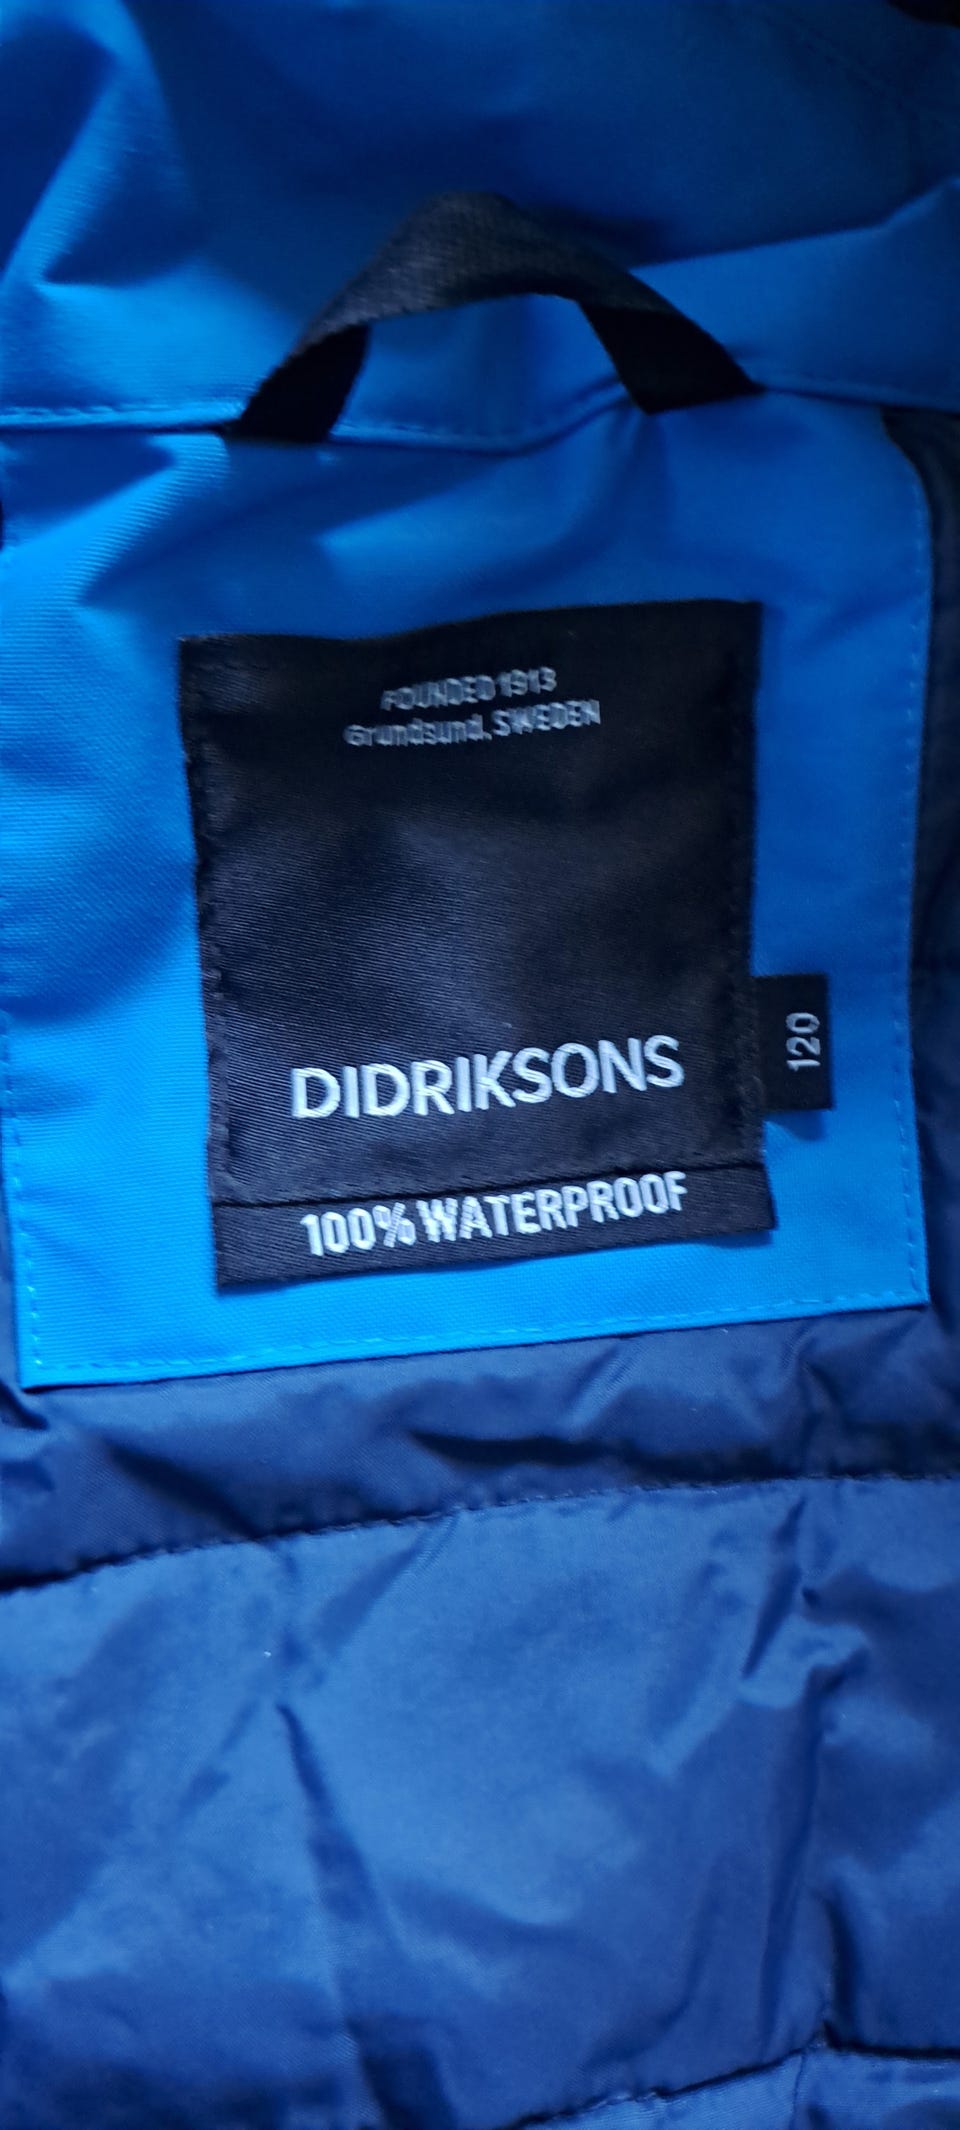 FOUNDED 1913
Grundsund, SWEDEN
DIDRIKSONS
120
100% WATERPROOF